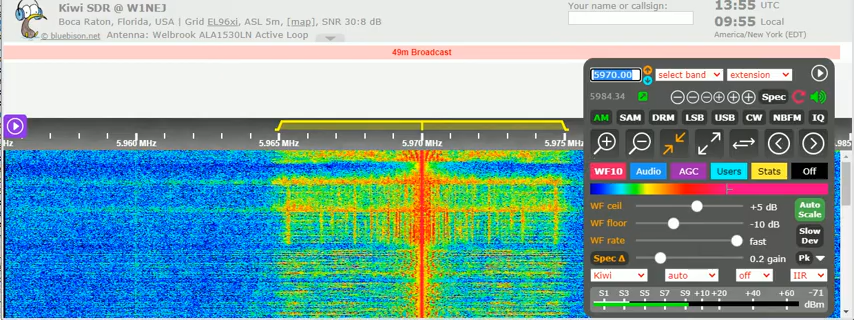 Kiwi SDR @ W1NEJ
Boca Raton, Florida, USA | Grid EL96xi, ASL 5m, [map], SNR 30:8 dB
© bluebison.net Antenna: Welbrook ALA1530LN Active Loop
Your name or callsign:
13:55 UTC
09:55 Local
America/New York (EDT)
49m Broadcast
5970.00 select band extension
5984.34 Spec
AM SAM DRM LSB USB CW NBFM IQ
WF10 Audio AGC Users Stats Off
WF ceil +5 dB Auto Scale
WF floor -10 dB
WF rate fast Slow Dev
Spec Δ 0.2 gain Pk
Kiwi auto off IIR
S1 S3 S5 S7 S9 +10 +20 +40 +60 -71 dBm
Hz 5.960 MHz 5.965 MHz 5.970 MHz 5.975 MHz 5.985